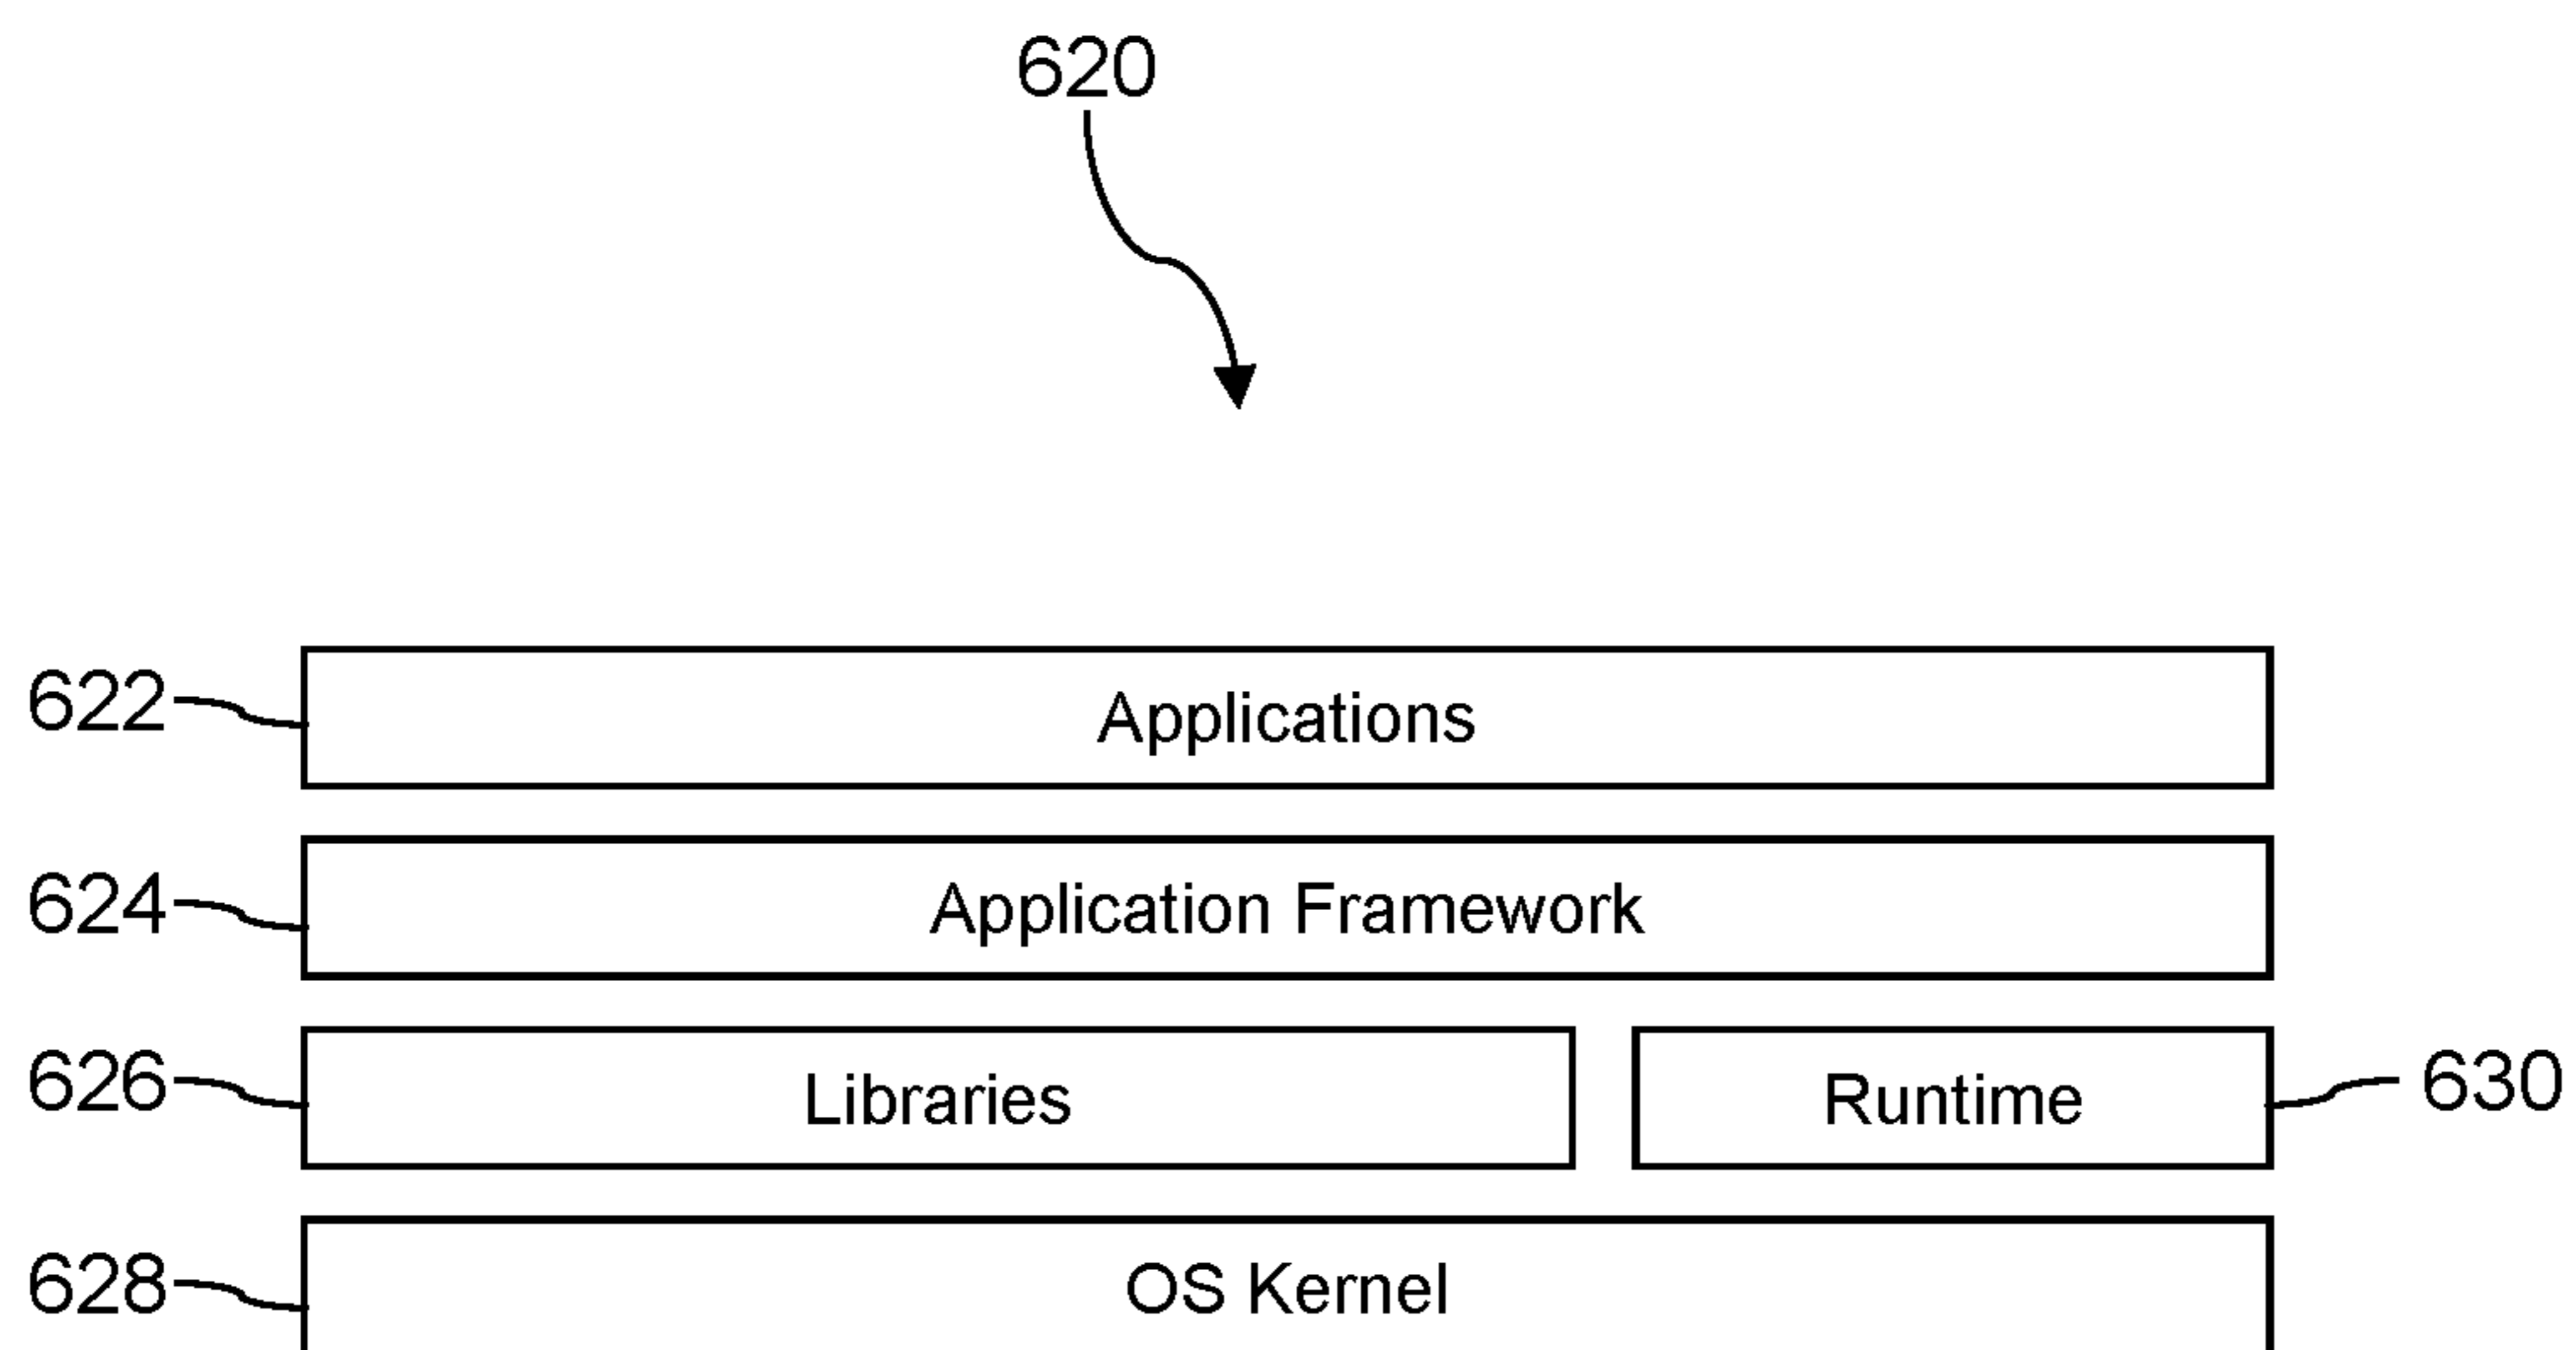 620
622 Applications
624 Application Framework
626 Libraries Runtime 630
628 OS Kernel